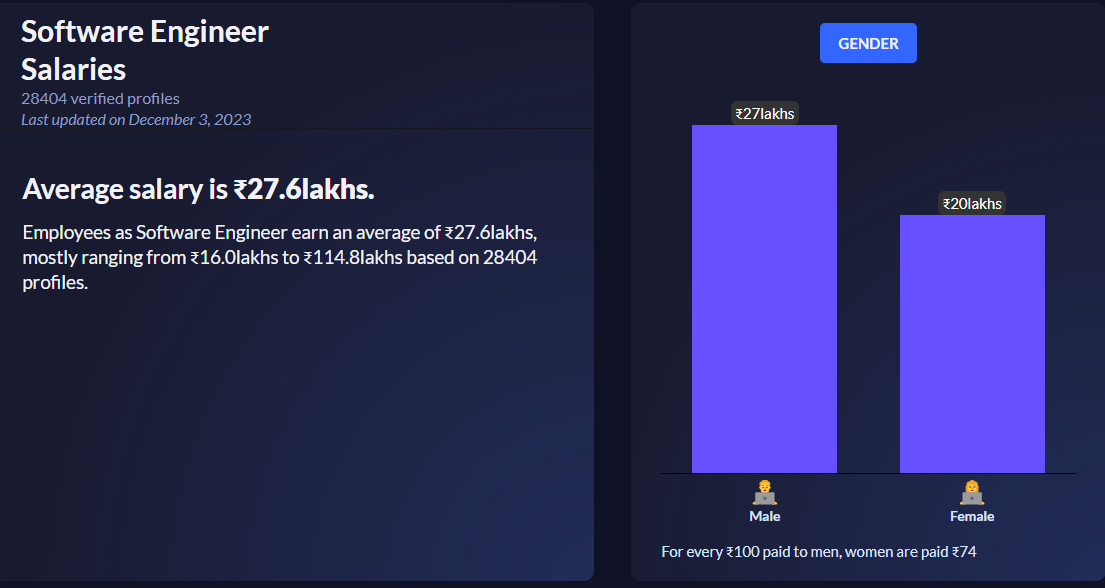 Software Engineer
Salaries
28404 verified profiles
Last updated on December 3, 2023
Average salary is ₹27.6lakhs.
Employees as Software Engineer earn an average of ₹27.6lakhs,
mostly ranging from ₹16.0lakhs to ₹114.8lakhs based on 28404
profiles.
GENDER
₹27lakhs
₹20lakhs
Male
Female
For every ₹100 paid to men, women are paid ₹74